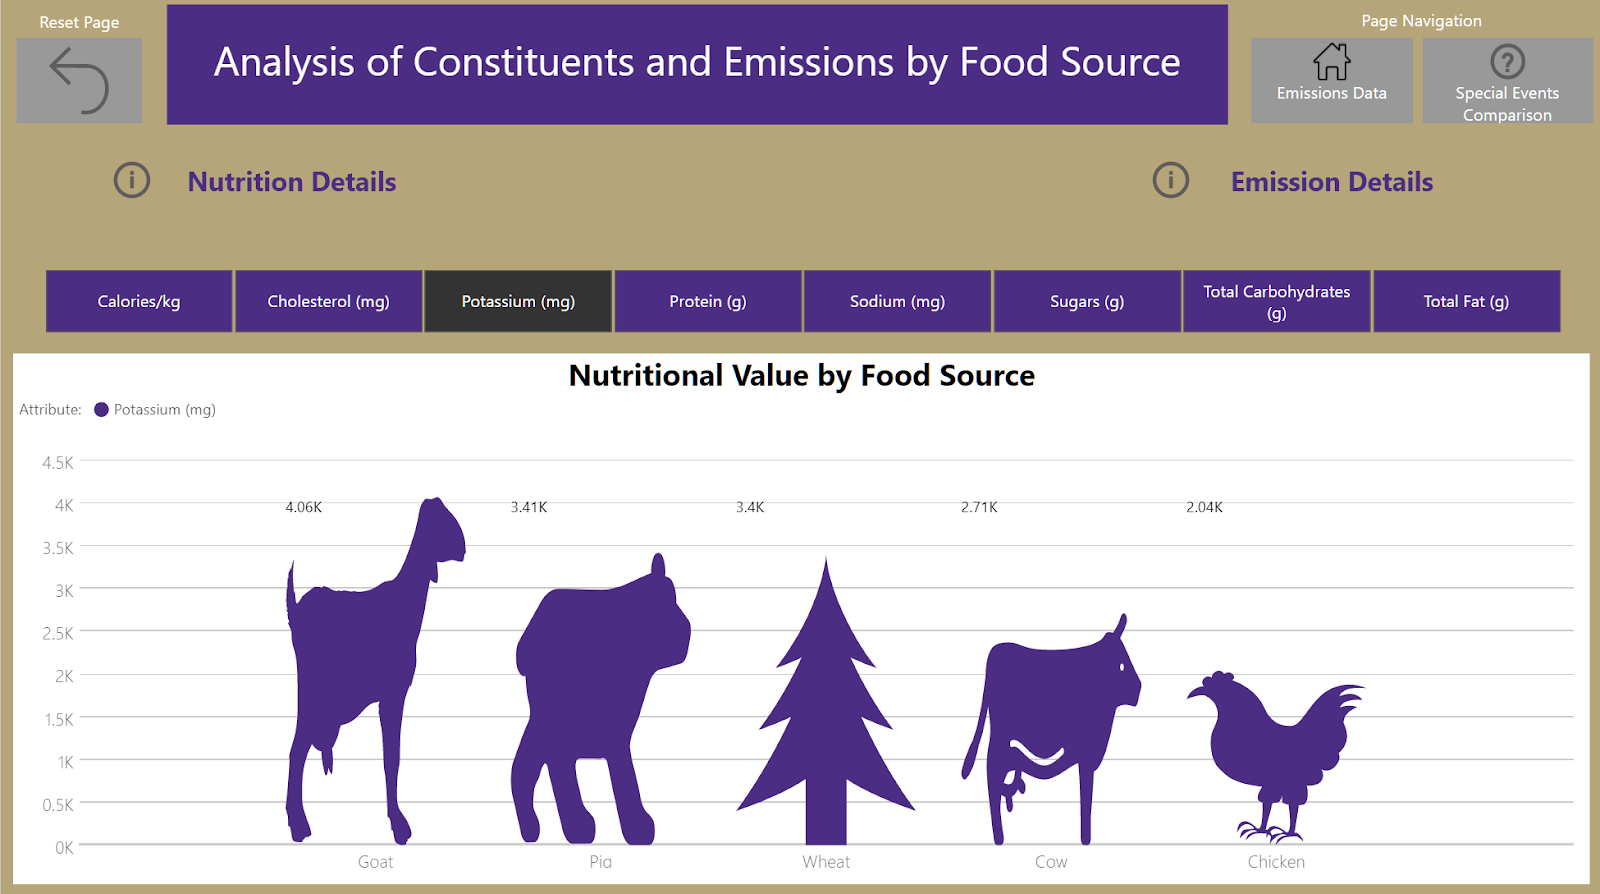 Reset Page
Analysis of Constituents and Emissions by Food Source
Page Navigation
Emissions Data
Special Events
Comparison
Nutrition Details
Emission Details
Calories/kg
Cholesterol (mg)
Potassium (mg)
Protein (g)
Sodium (mg)
Sugars (g)
Total Carbohydrates
(g)
Total Fat (g)
Nutritional Value by Food Source
Attribute: Potassium (mg)
4.5K
4K
3.5K
3K
2.5K
2K
1.5K
1K
0.5K
0K
4.06K
3.41K
3.4K
2.71K
2.04K
Goat
Pig
Wheat
Cow
Chicken